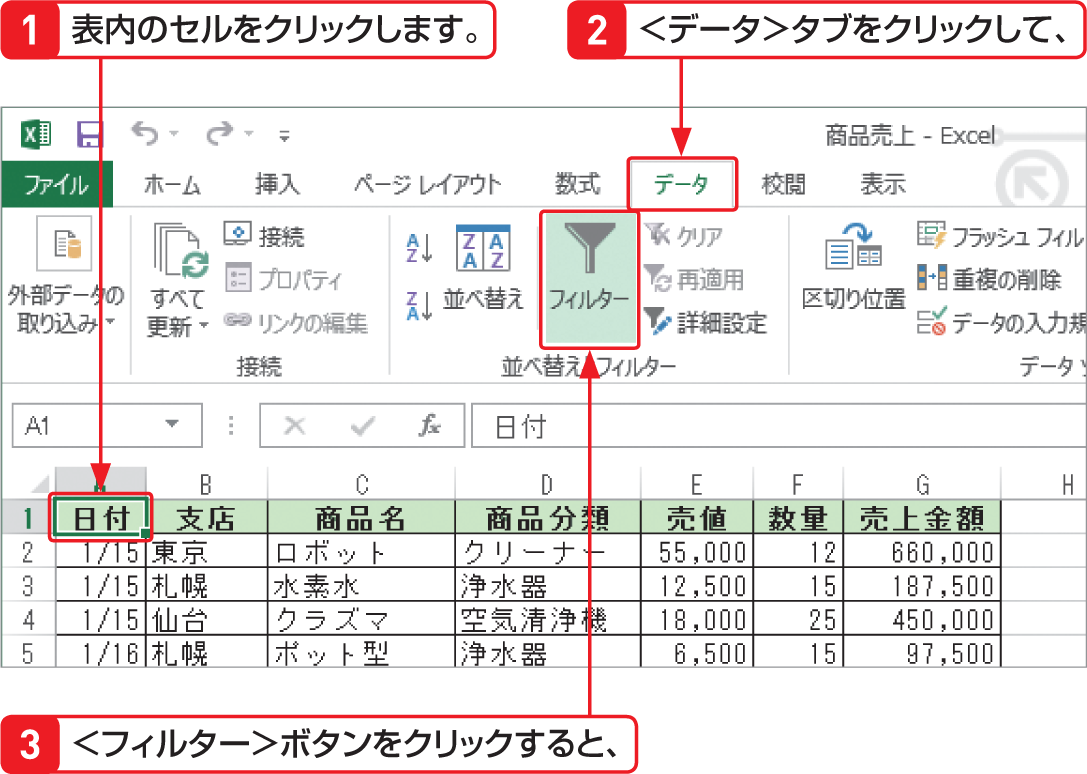 1 表内のセルをクリックします。
2 <データ>タブをクリックして、
商品売上 - Excel
ファイル ホーム 挿入 ページ レイアウト 数式 データ 校閲 表示
外部データの取り込み
すべて更新
接続
プロパティ
リンクの編集
接続
並べ替え
フィルター
クリア
再適用
詳細設定
並べ替えとフィルター
区切り位置
フラッシュ フィル
重複の削除
データの入力規
データ
A1 fx 日付
A B C D E F G H
1 日付 支店 商品名 商品分類 売値 数量 売上金額
2 1/15 東京 ロボット クリーナー 55,000 12 660,000
3 1/15 札幌 水素水 浄水器 12,500 15 187,500
4 1/15 仙台 クラズマ 空気清浄機 18,000 25 450,000
5 1/16 札幌 ポット型 浄水器 6,500 15 97,500
3 <フィルター>ボタンをクリックすると、